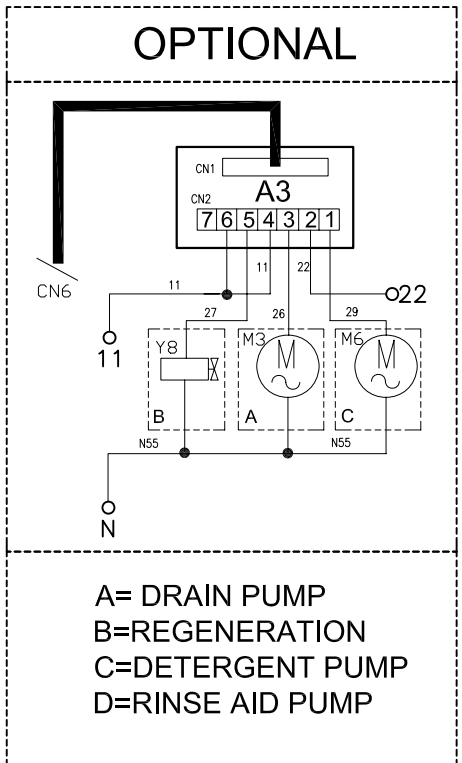 OPTIONAL
CN1
A3
CN2
7 6 5 4 3 2 1
CN6
11
11
22
22
27
26
29
11
Y8
M3
M6
M
M
B
A
C
N55
N55
N
A= DRAIN PUMP
B=REGENERATION
C=DETERGENT PUMP
D=RINSE AID PUMP